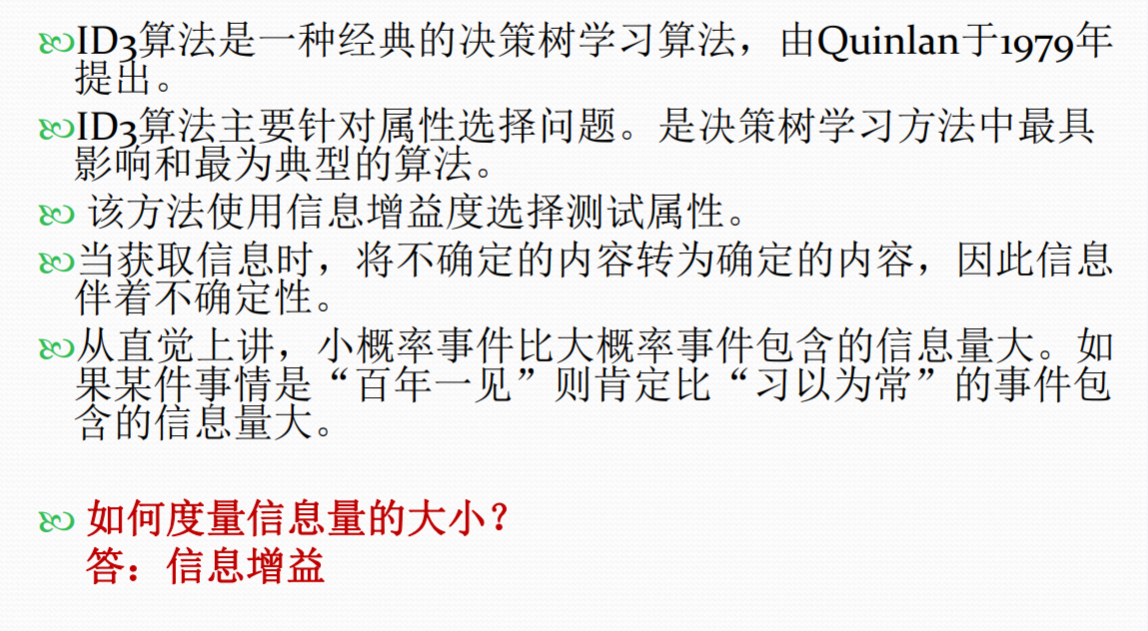 ID3算法是一种经典的决策树学习算法，由Quinlan于1979年
提出。
ID3算法主要针对属性选择问题。是决策树学习方法中最具
影响和最为典型的算法。
该方法使用信息增益度选择测试属性。
当获取信息时，将不确定的内容转为确定的内容，因此信息
伴着不确定性。
从直觉上讲，小概率事件比大概率事件包含的信息量大。如
果某件事情是“百年一见”则肯定比“习以为常”的事件包
含的信息量大。
如何度量信息量的大小？
答：信息增益